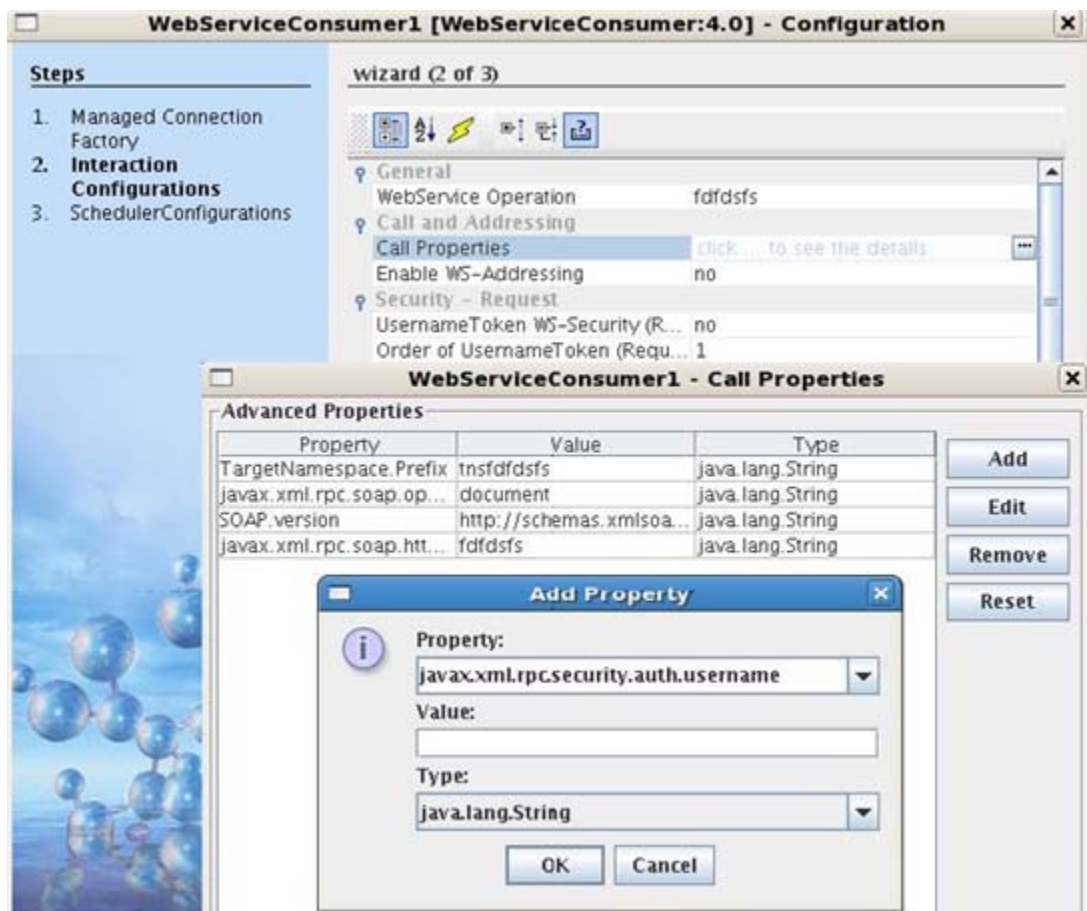 WebServiceConsumer1 [WebServiceConsumer:4.0] - Configuration
Steps
1. Managed Connection
Factory
2. Interaction
Configurations
3. SchedulerConfigurations
wizard (2 of 3)
General
WebService Operation fdfdsfs
Call and Addressing
Call Properties click ... to see the details ...
Enable WS-Addressing no
Security - Request
UsernameToken WS-Security (R... no
Order of UsernameToken (Requ... 1
WebServiceConsumer1 - Call Properties
Advanced Properties
Property Value Type
TargetNamespace.Prefix tnsfdfdsfs java.lang.String
javax.xml.rpc.soap.op... document java.lang.String
SOAP.version http://schemas.xmlsoa... java.lang.String
javax.xml.rpc.soap.htt... fdfdsfs java.lang.String
Add
Edit
Remove
Reset
Add Property
Property:
javax.xml.rpc.security.auth.username
Value:
Type:
java.lang.String
OK Cancel